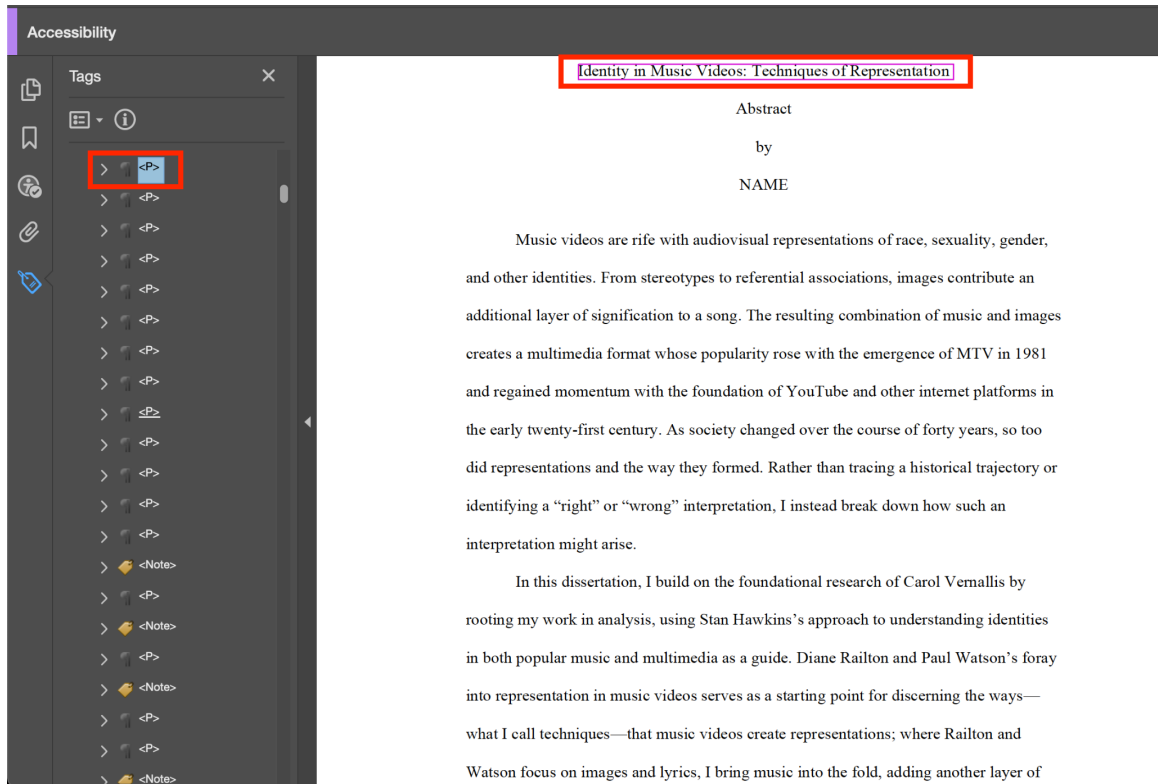 Accessibility
Tags
<P>
<P>
<P>
<P>
<P>
<P>
<P>
<P>
<P>
<P>
<P>
<P>
<P>
<Note>
<P>
<Note>
<P>
<Note>
<P>
<P>
<Note>
Identity in Music Videos: Techniques of Representation
Abstract
by
NAME
Music videos are rife with audiovisual representations of race, sexuality, gender,
and other identities. From stereotypes to referential associations, images contribute an
additional layer of signification to a song. The resulting combination of music and images
creates a multimedia format whose popularity rose with the emergence of MTV in 1981
and regained momentum with the foundation of YouTube and other internet platforms in
the early twenty-first century. As society changed over the course of forty years, so too
did representations and the way they formed. Rather than tracing a historical trajectory or
identifying a “right” or “wrong” interpretation, I instead break down how such an
interpretation might arise.
In this dissertation, I build on the foundational research of Carol Vernallis by
rooting my work in analysis, using Stan Hawkins’s approach to understanding identities
in both popular music and multimedia as a guide. Diane Railton and Paul Watson’s foray
into representation in music videos serves as a starting point for discerning the ways—
what I call techniques—that music videos create representations; where Railton and
Watson focus on images and lyrics, I bring music into the fold, adding another layer of